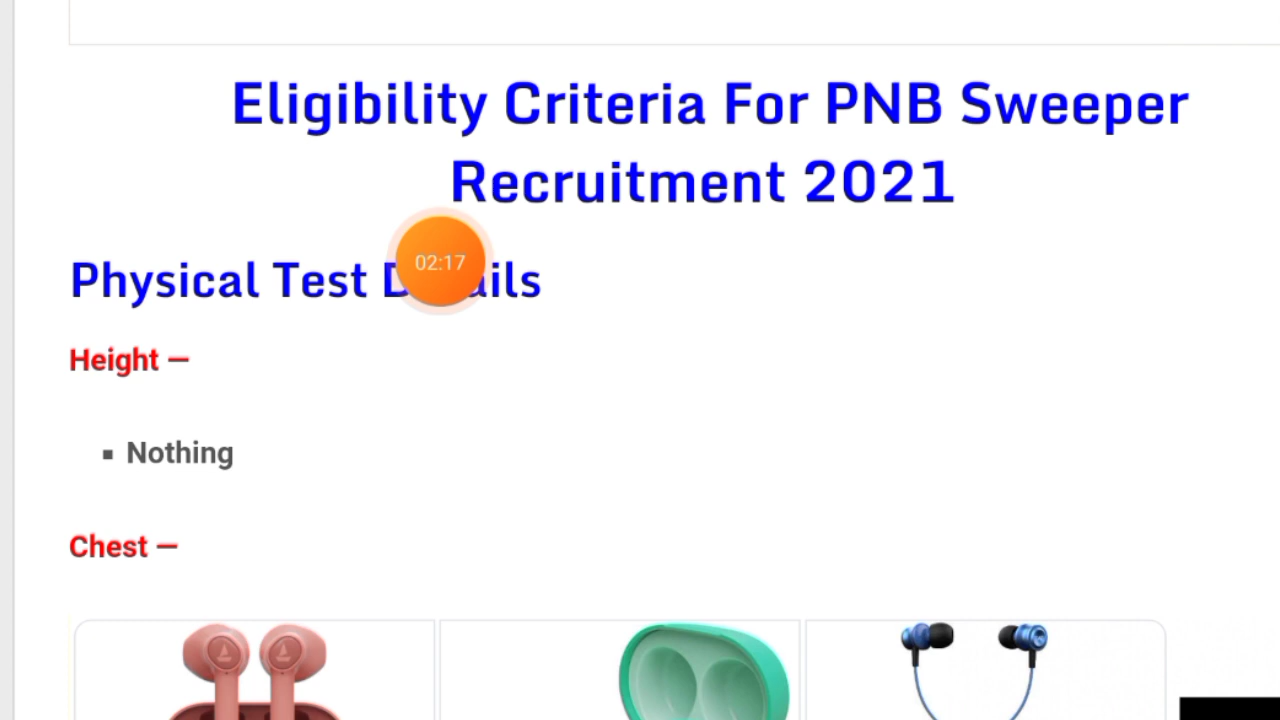 Eligibility Criteria For PNB Sweeper
Recruitment 2021
Physical Test
02:17
Height —
▪ Nothing
Chest —